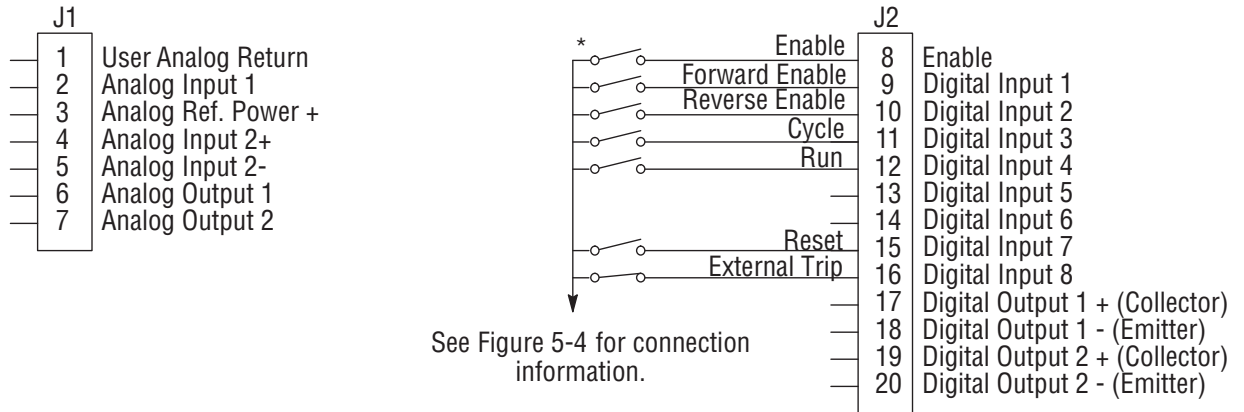 J1
1 User Analog Return
2 Analog Input 1
3 Analog Ref. Power +
4 Analog Input 2+
5 Analog Input 2-
6 Analog Output 1
7 Analog Output 2
J2
* Enable 8 Enable
Forward Enable 9 Digital Input 1
Reverse Enable 10 Digital Input 2
Cycle 11 Digital Input 3
Run 12 Digital Input 4
13 Digital Input 5
14 Digital Input 6
Reset 15 Digital Input 7
External Trip 16 Digital Input 8
17 Digital Output 1 + (Collector)
18 Digital Output 1 - (Emitter)
19 Digital Output 2 + (Collector)
20 Digital Output 2 - (Emitter)
See Figure 5-4 for connection
information.